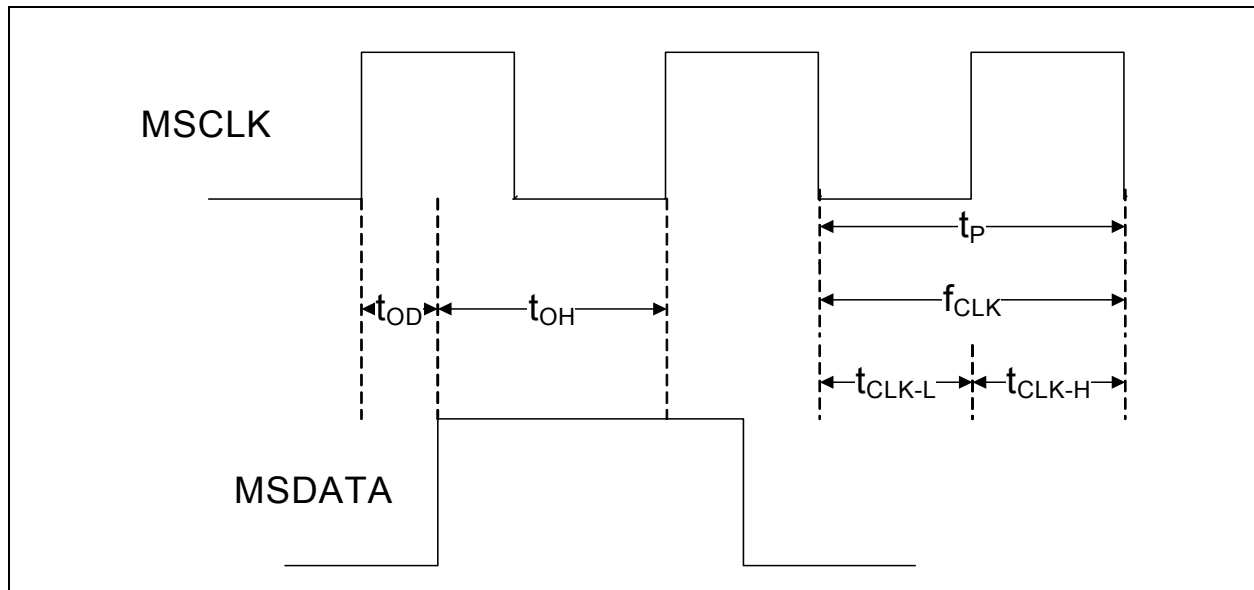 MSCLK
tP
tOD
tOH
fCLK
tCLK-L
tCLK-H
MSDATA